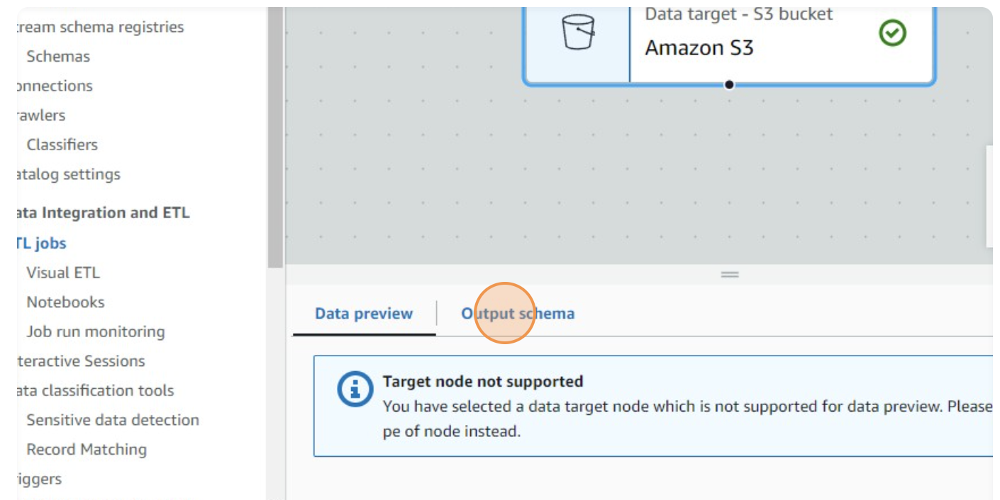 ream schema registries
Schemas
onnections
rawlers
Classifiers
atalog settings
ata Integration and ETL
TL jobs
Visual ETL
Notebooks
Job run monitoring
teractive Sessions
ata classification tools
Sensitive data detection
Record Matching
iggers
Data target - S3 bucket
Amazon S3
Data preview
Output schema
Target node not supported
You have selected a data target node which is not supported for data preview. Please
pe of node instead.